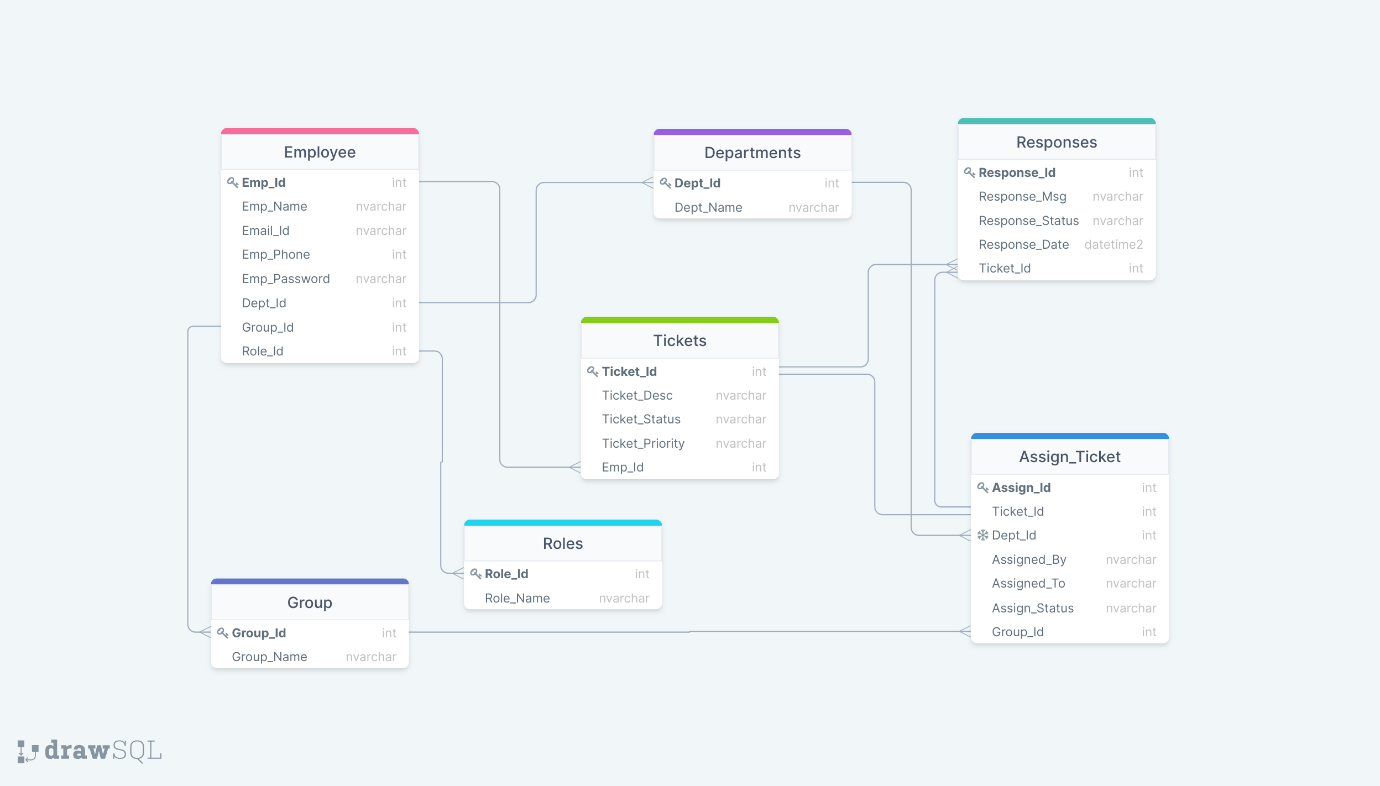 Employee
Emp_Id int
Emp_Name nvarchar
Email_Id nvarchar
Emp_Phone int
Emp_Password nvarchar
Dept_Id int
Group_Id int
Role_Id int
Departments
Dept_Id int
Dept_Name nvarchar
Responses
Response_Id int
Response_Msg nvarchar
Response_Status nvarchar
Response_Date datetime2
Ticket_Id int
Tickets
Ticket_Id int
Ticket_Desc nvarchar
Ticket_Status nvarchar
Ticket_Priority nvarchar
Emp_Id int
Assign_Ticket
Assign_Id int
Ticket_Id int
Dept_Id int
Assigned_By nvarchar
Assigned_To nvarchar
Assign_Status nvarchar
Group_Id int
Roles
Role_Id int
Role_Name nvarchar
Group
Group_Id int
Group_Name nvarchar
drawSQL